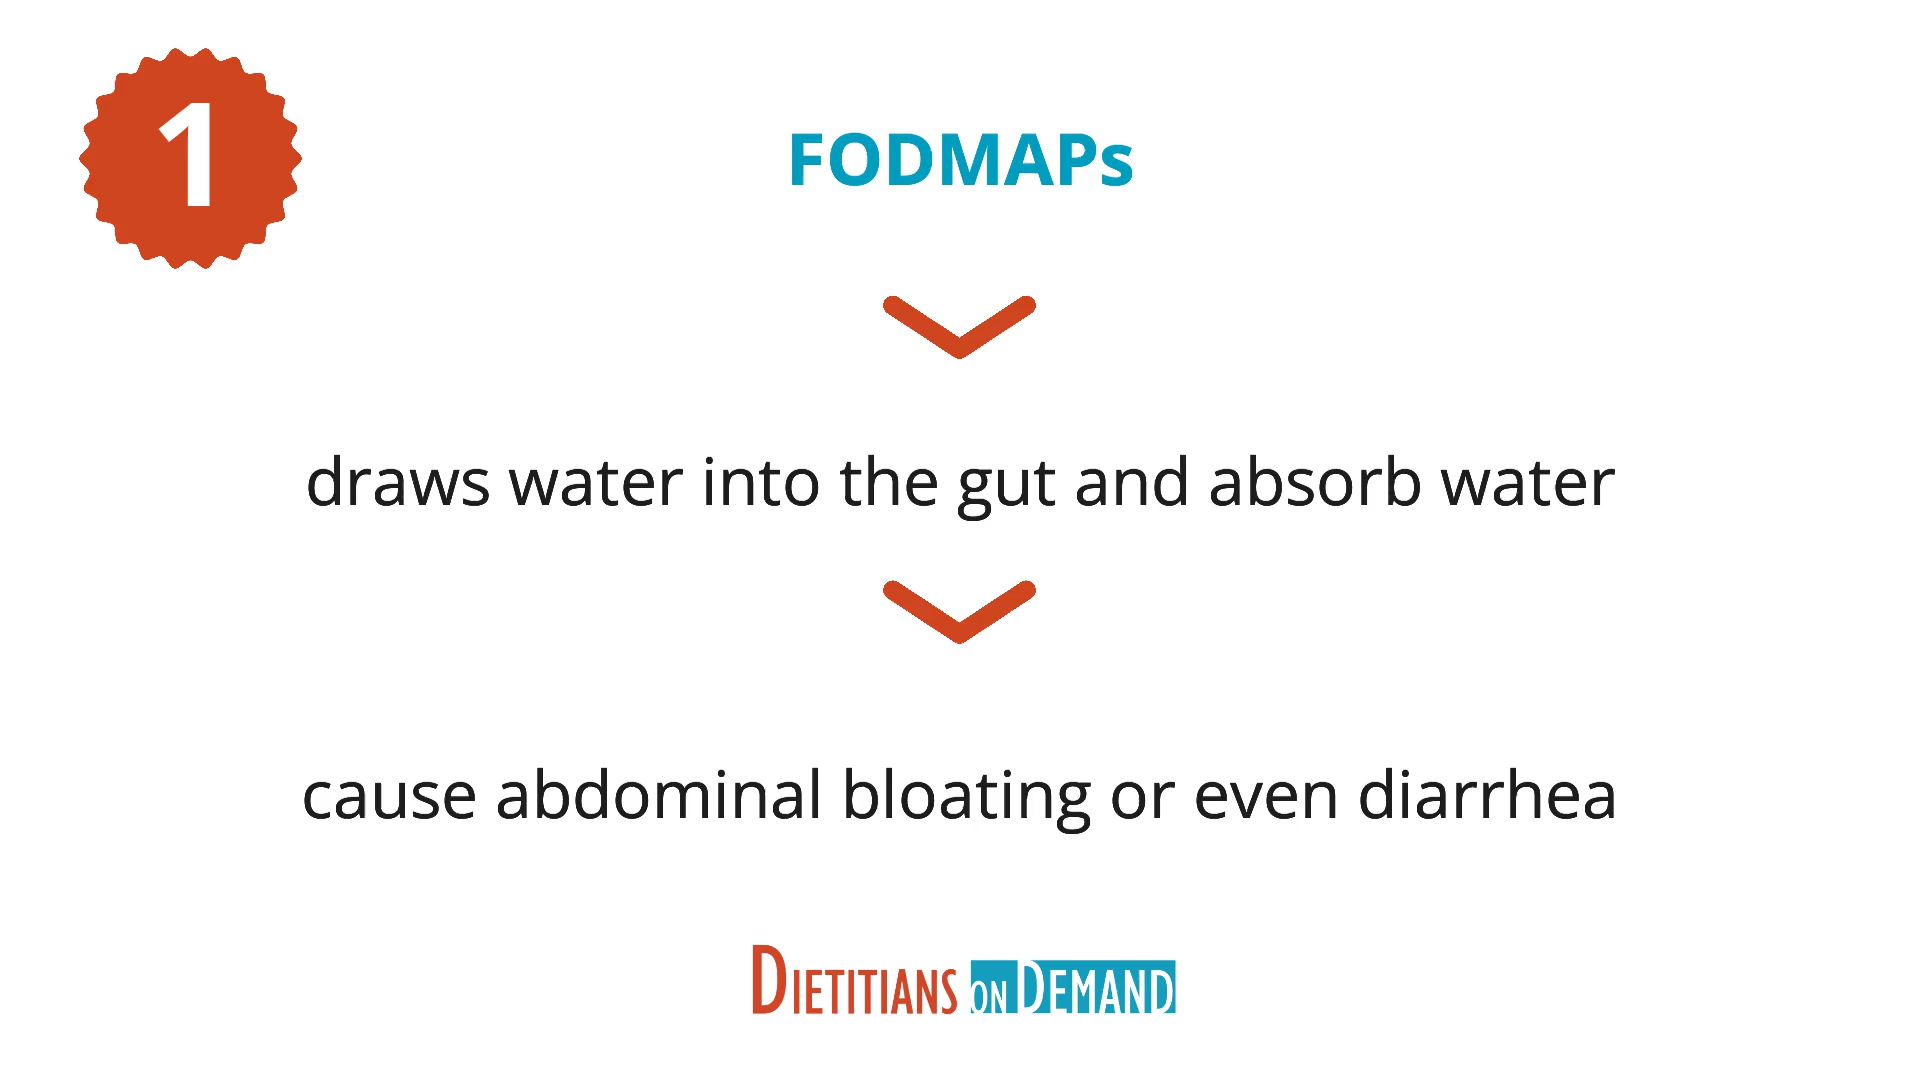 1
FODMAPs
draws water into the gut and absorb water
cause abdominal bloating or even diarrhea
DIETITIANS ON DEMAND